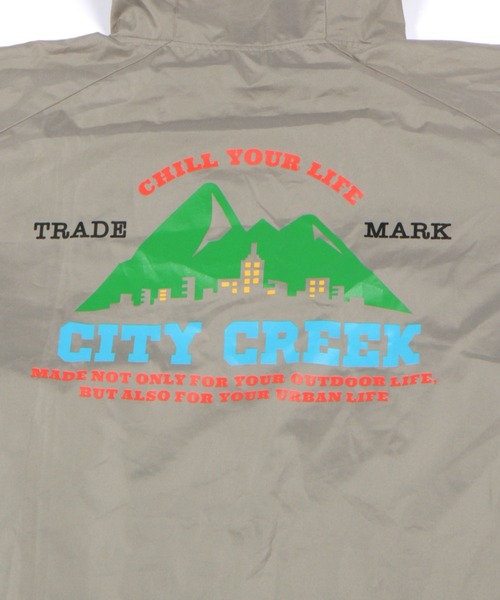 CHILL YOUR LIFE
TRADE MARK
CITY CREEK
MADE NOT ONLY FOR YOUR OUTDOOR LIFE,
BUT ALSO FOR YOUR URBAN LIFE